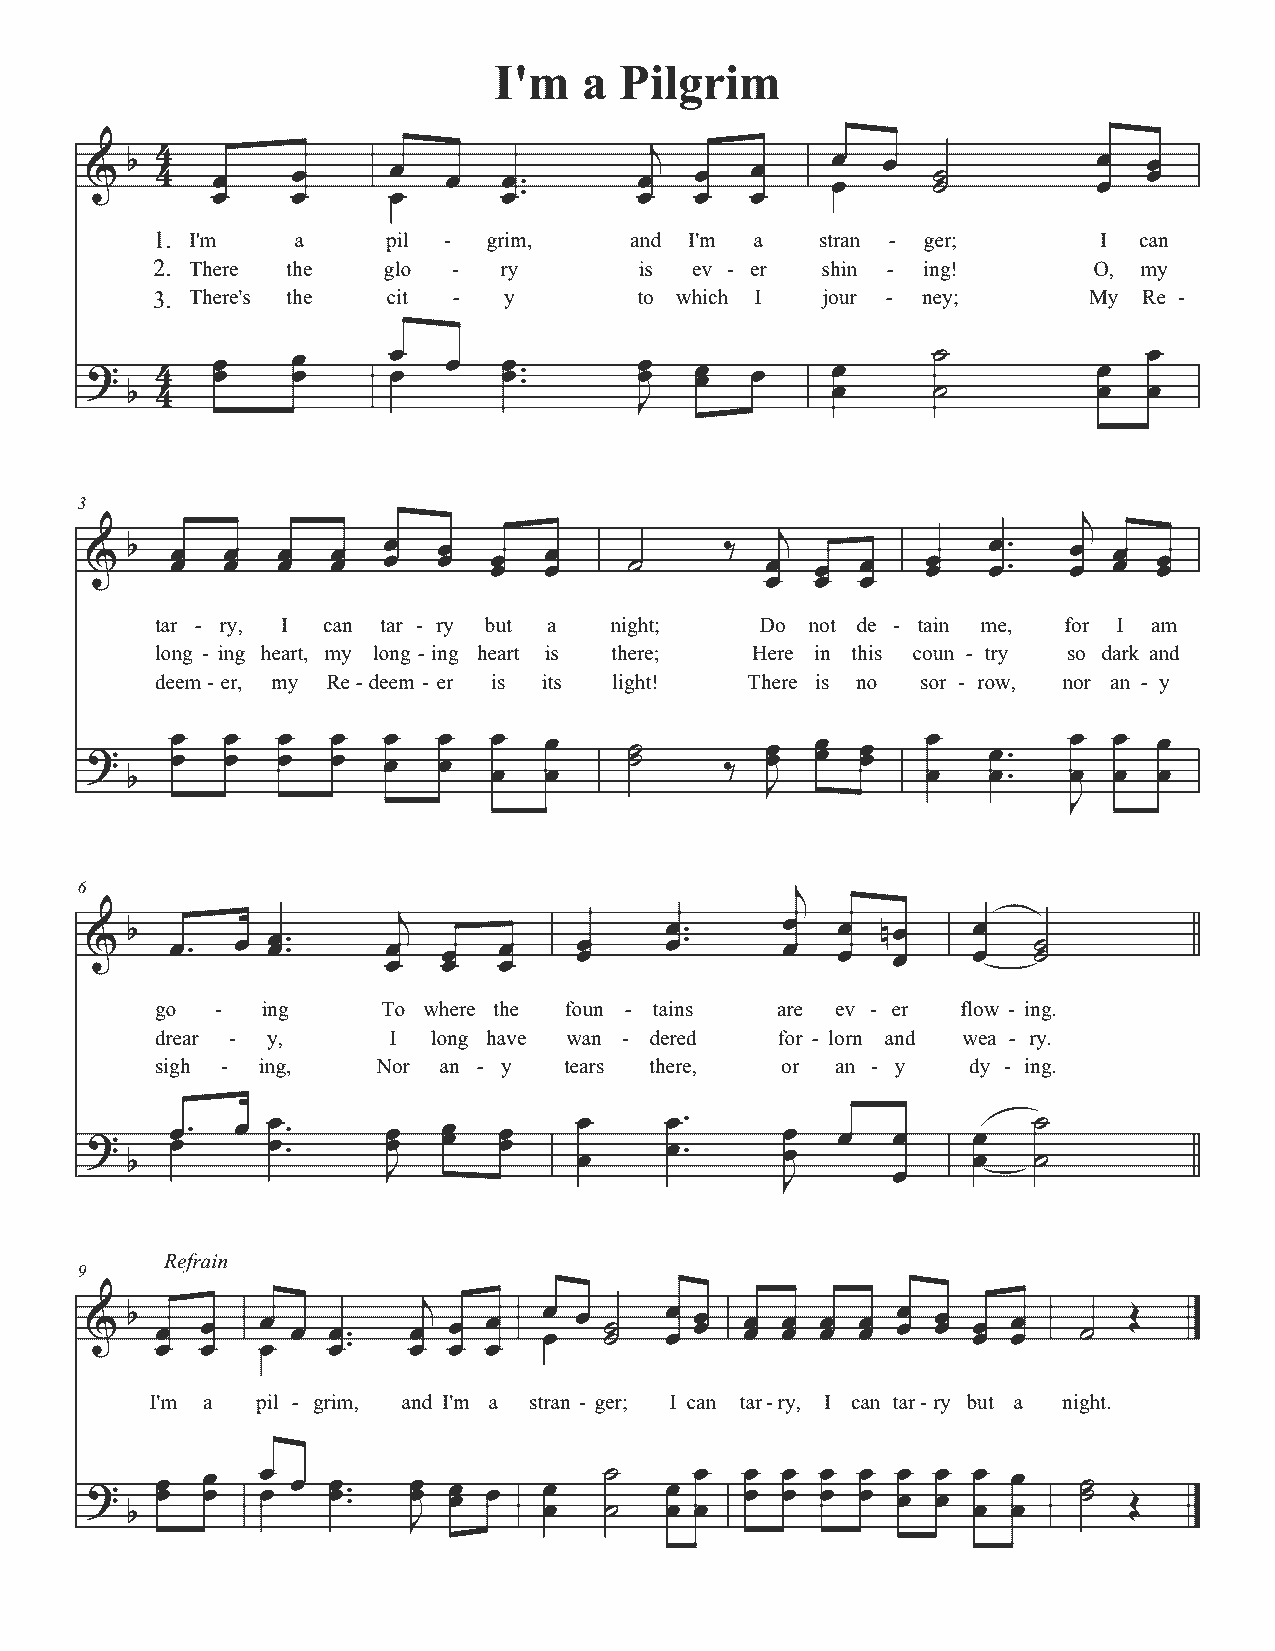 I'm a Pilgrim
1. I'm a pil - grim, and I'm a stran - ger; I can
2. There the glo - ry is ev - er shin - ing! O, my
3. There's the cit - y to which I jour - ney; My Re -
3
tar - ry, I can tar - ry but a night; Do not de - tain me, for I am
long - ing heart, my long - ing heart is there; Here in this coun - try so dark and
deem - er, my Re - deem - er is its light! There is no sor - row, nor an - y
6
go - ing To where the foun - tains are ev - er flow - ing.
drear - y, I long have wan - dered for - lorn and wea - ry.
sigh - ing, Nor an - y tears there, or an - y dy - ing.
Refrain
9
I'm a pil - grim, and I'm a stran - ger; I can tar - ry, I can tar - ry but a night.